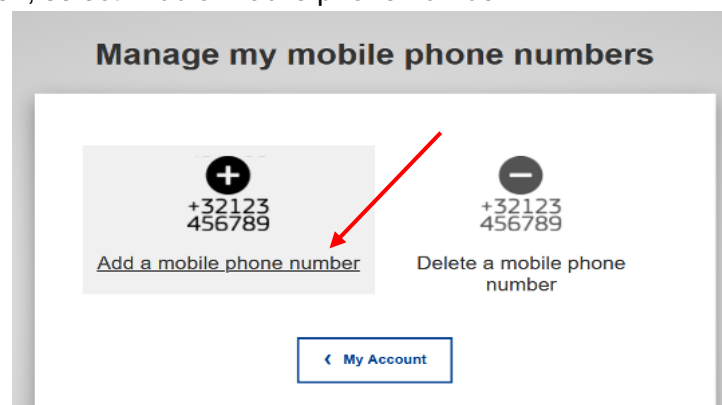 Manage my mobile phone numbers
+32123
456789
Add a mobile phone number
+32123
456789
Delete a mobile phone
number
My Account